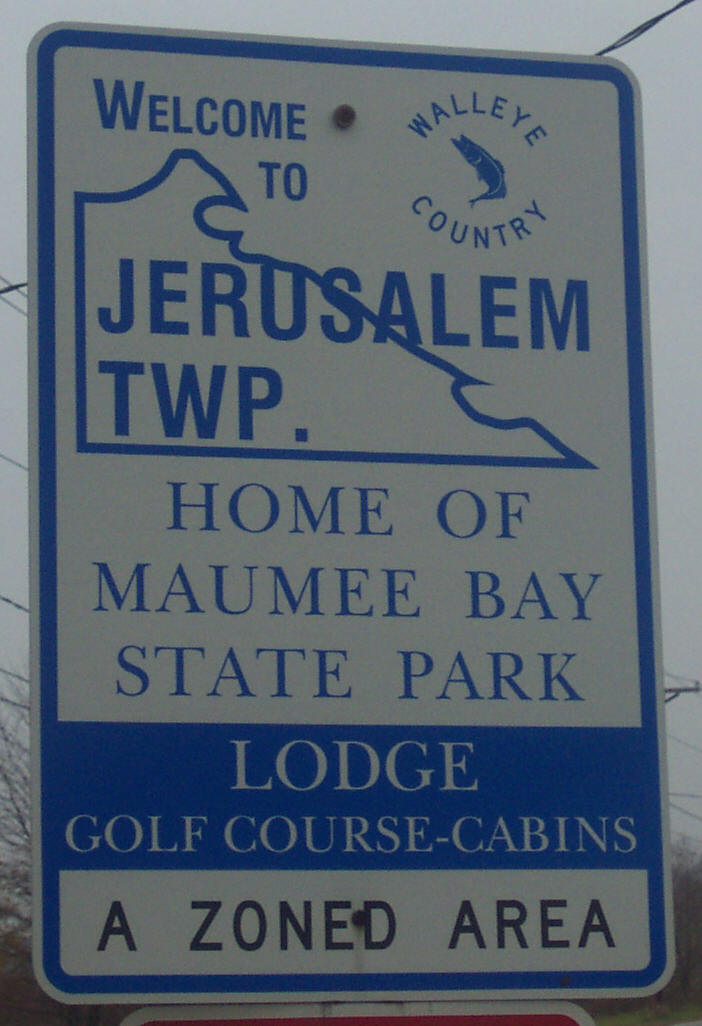 WELCOME
TO
WALLEYE
COUNTRY
JERUSALEM
TWP.
HOME OF
MAUMEE BAY
STATE PARK
LODGE
GOLF COURSE-CABINS
A ZONED AREA